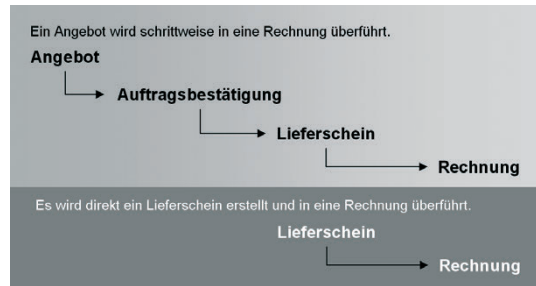 Ein Angebot wird schrittweise in eine Rechnung überführt.
Angebot
Auftragsbestätigung
Lieferschein
Rechnung
Es wird direkt ein Lieferschein erstellt und in eine Rechnung überführt.
Lieferschein
Rechnung